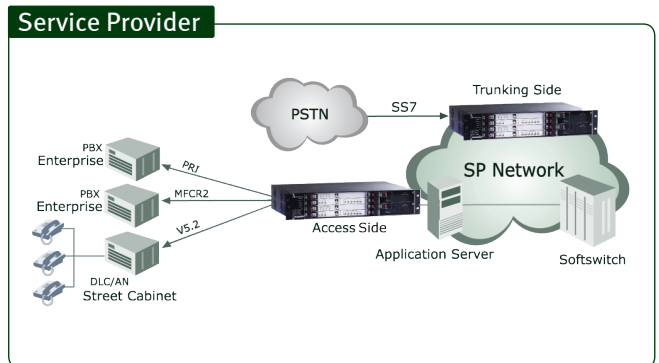 Service Provider
Trunking Side
PSTN
SS7
SP Network
PBX
Enterprise
PRI
PBX
Enterprise
MFCR2
V5.2
Access Side
Application Server
Softswitch
DLC/AN
Street Cabinet